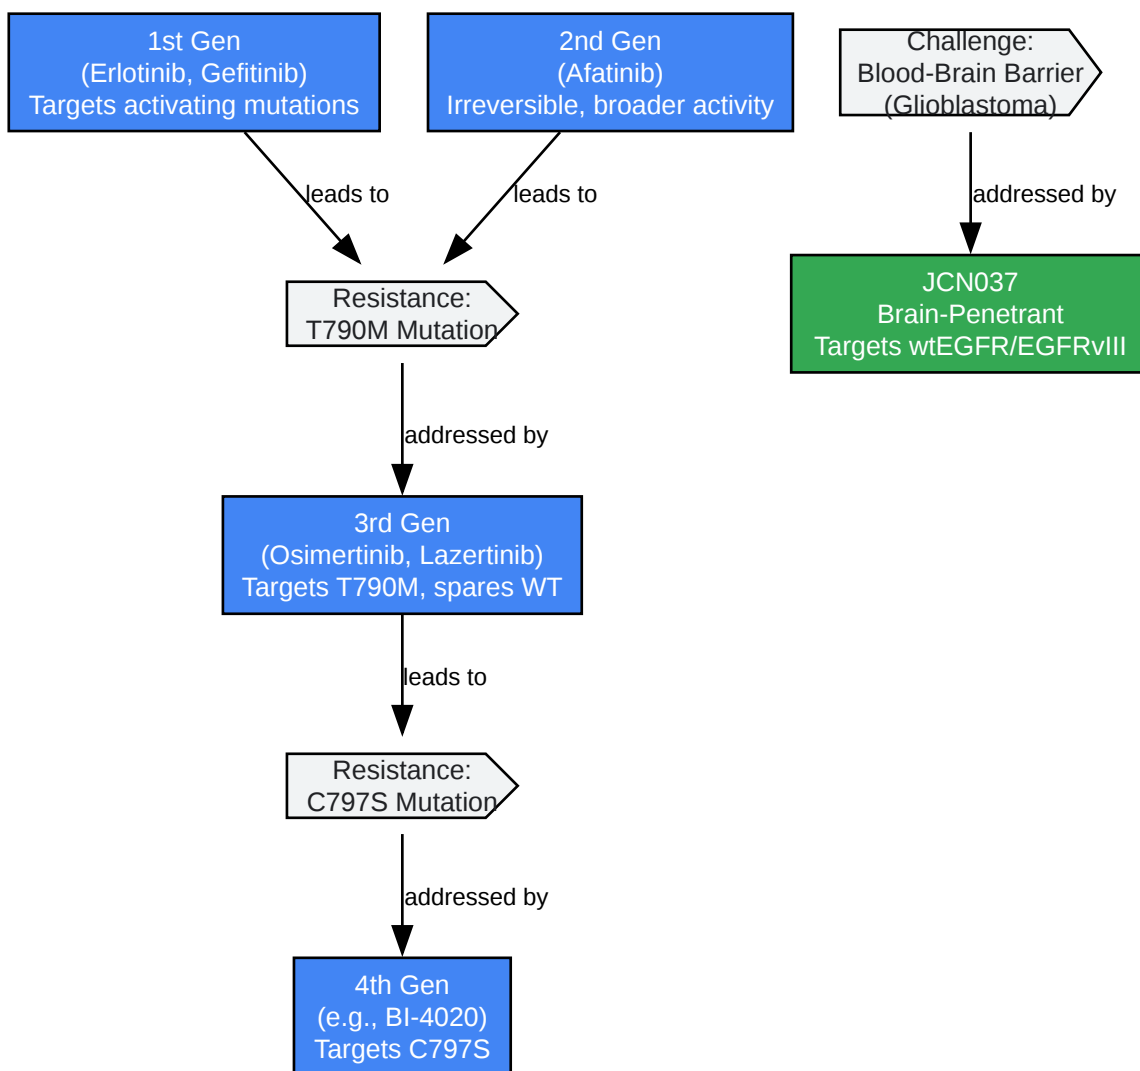 1st Gen
(Erlotinib, Gefitinib)
Targets activating mutations
2nd Gen
(Afatinib)
Irreversible, broader activity
Challenge:
Blood-Brain Barrier
(Glioblastoma)
leads to
leads to
addressed by
Resistance:
T790M Mutation
JCN037
Brain-Penetrant
Targets wtEGFR/EGFRvIII
addressed by
3rd Gen
(Osimertinib, Lazertinib)
Targets T790M, spares WT
leads to
Resistance:
C797S Mutation
addressed by
4th Gen
(e.g., BI-4020)
Targets C797S